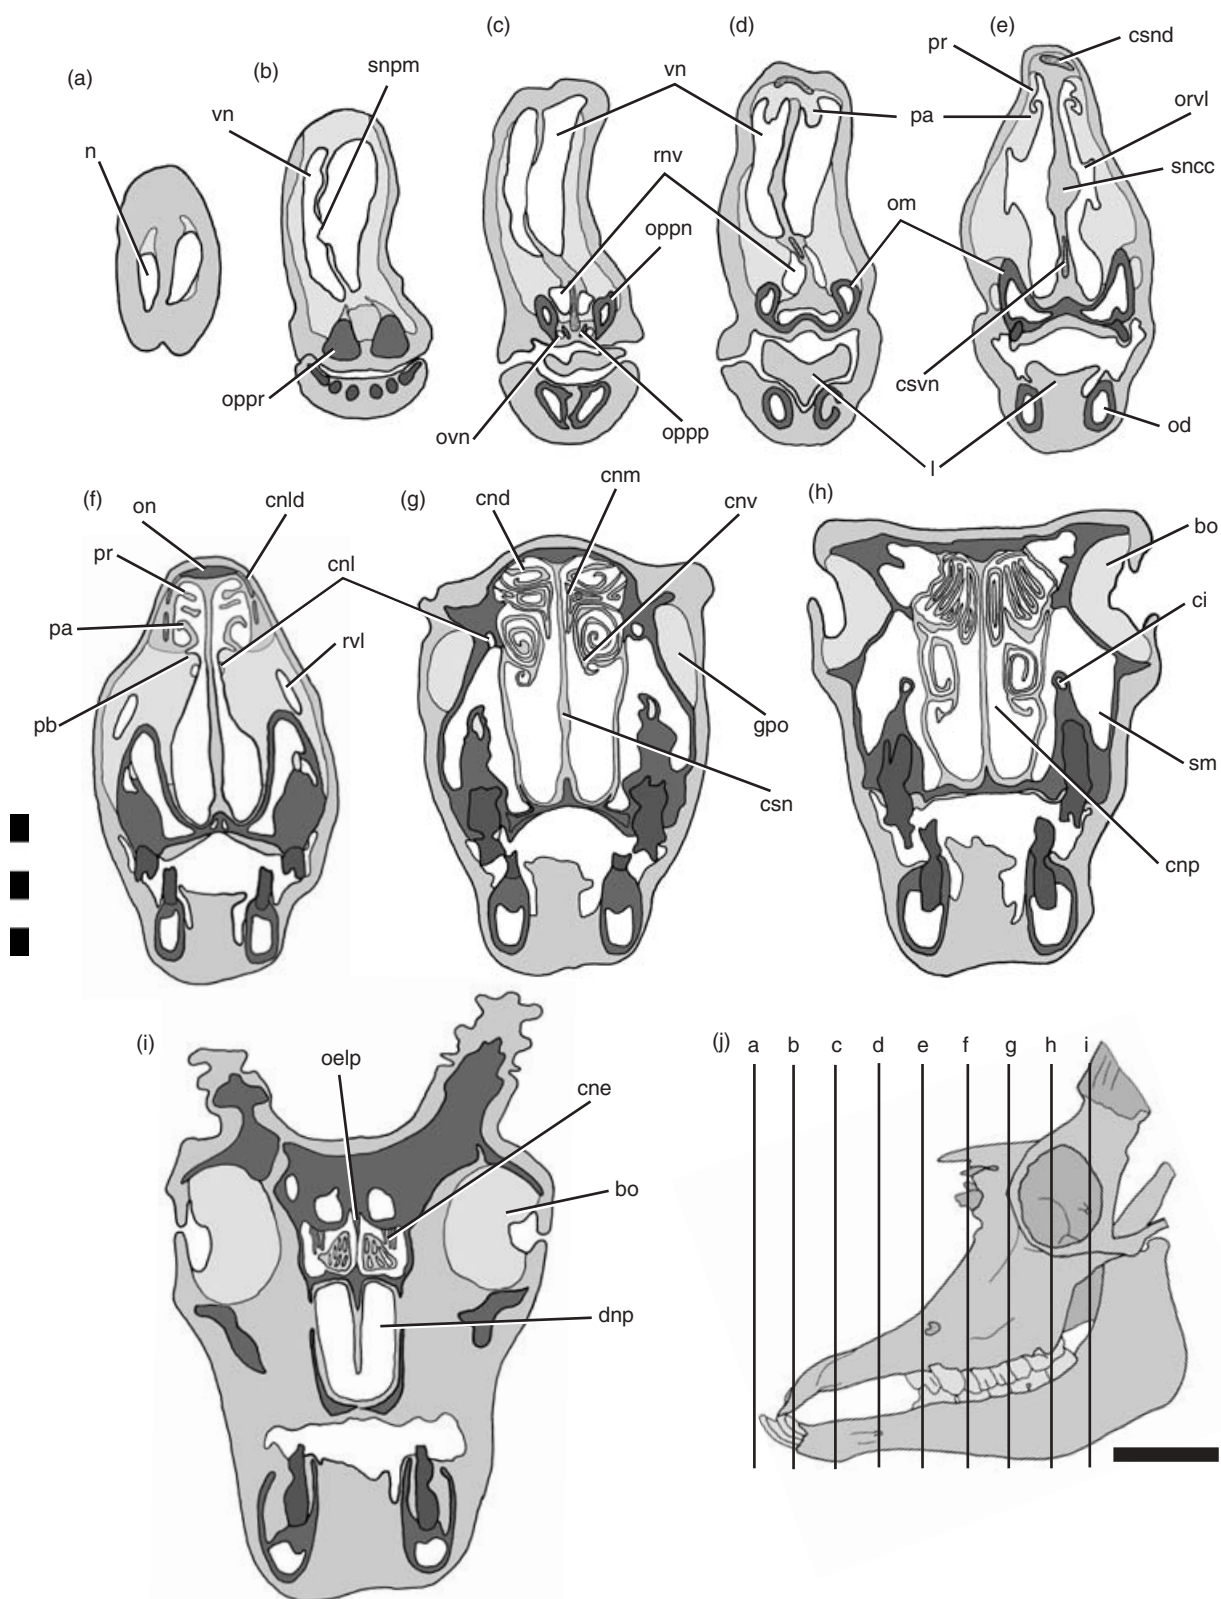 (a)
n
(b)
snpm
vn
oppr
(c)
vn
rnv
oppn
ovn
oppp
(d)
pa
om
l
(e)
pr
csnd
orvl
sncc
csvn
od
(f)
on
cnld
pr
cnl
pa
rvl
pb
(g)
cnd
cnm
cnv
gpo
csn
(h)
bo
ci
sm
cnp
(i)
oelp
cne
bo
dnp
(j) a b c d e f g h i